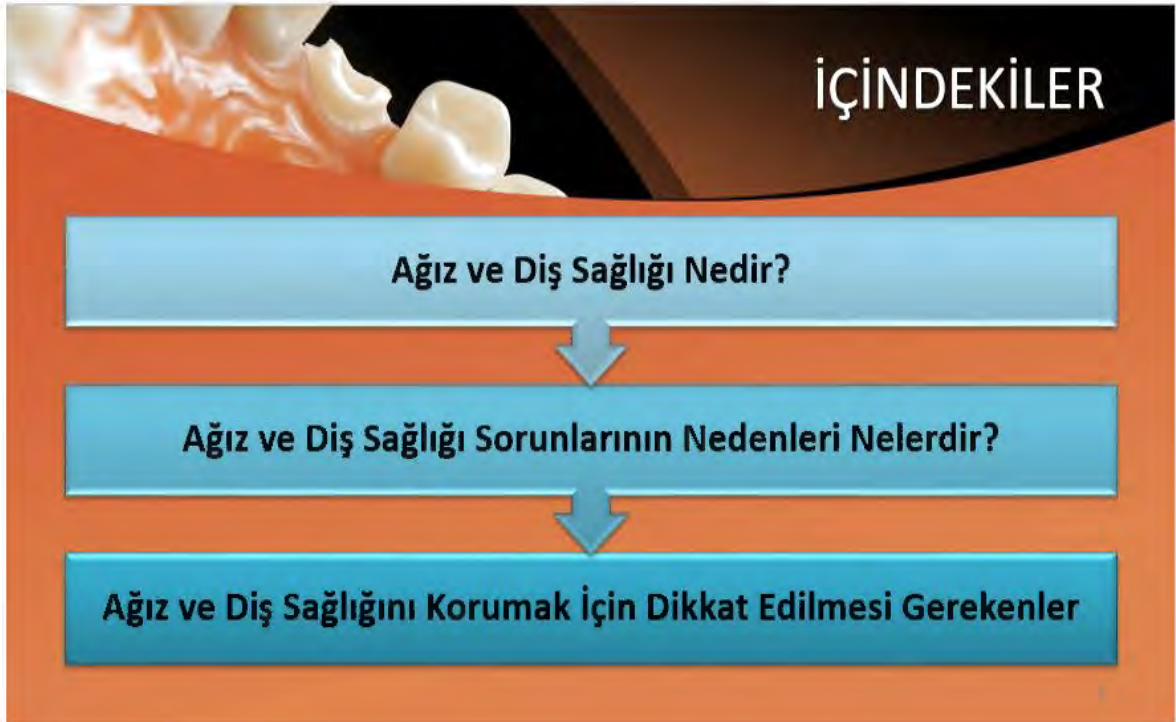 İÇİNDEKİLER
Ağız ve Diş Sağlığı Nedir?
Ağız ve Diş Sağlığı Sorunlarının Nedenleri Nelerdir?
Ağız ve Diş Sağlığını Korumak İçin Dikkat Edilmesi Gerekenler